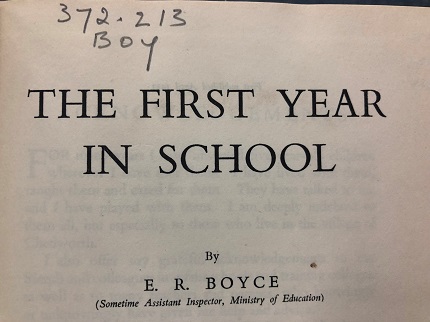 372.213
Boy
THE FIRST YEAR
IN SCHOOL
By
E. R. BOYCE
(Sometime Assistant Inspector, Ministry of Education)